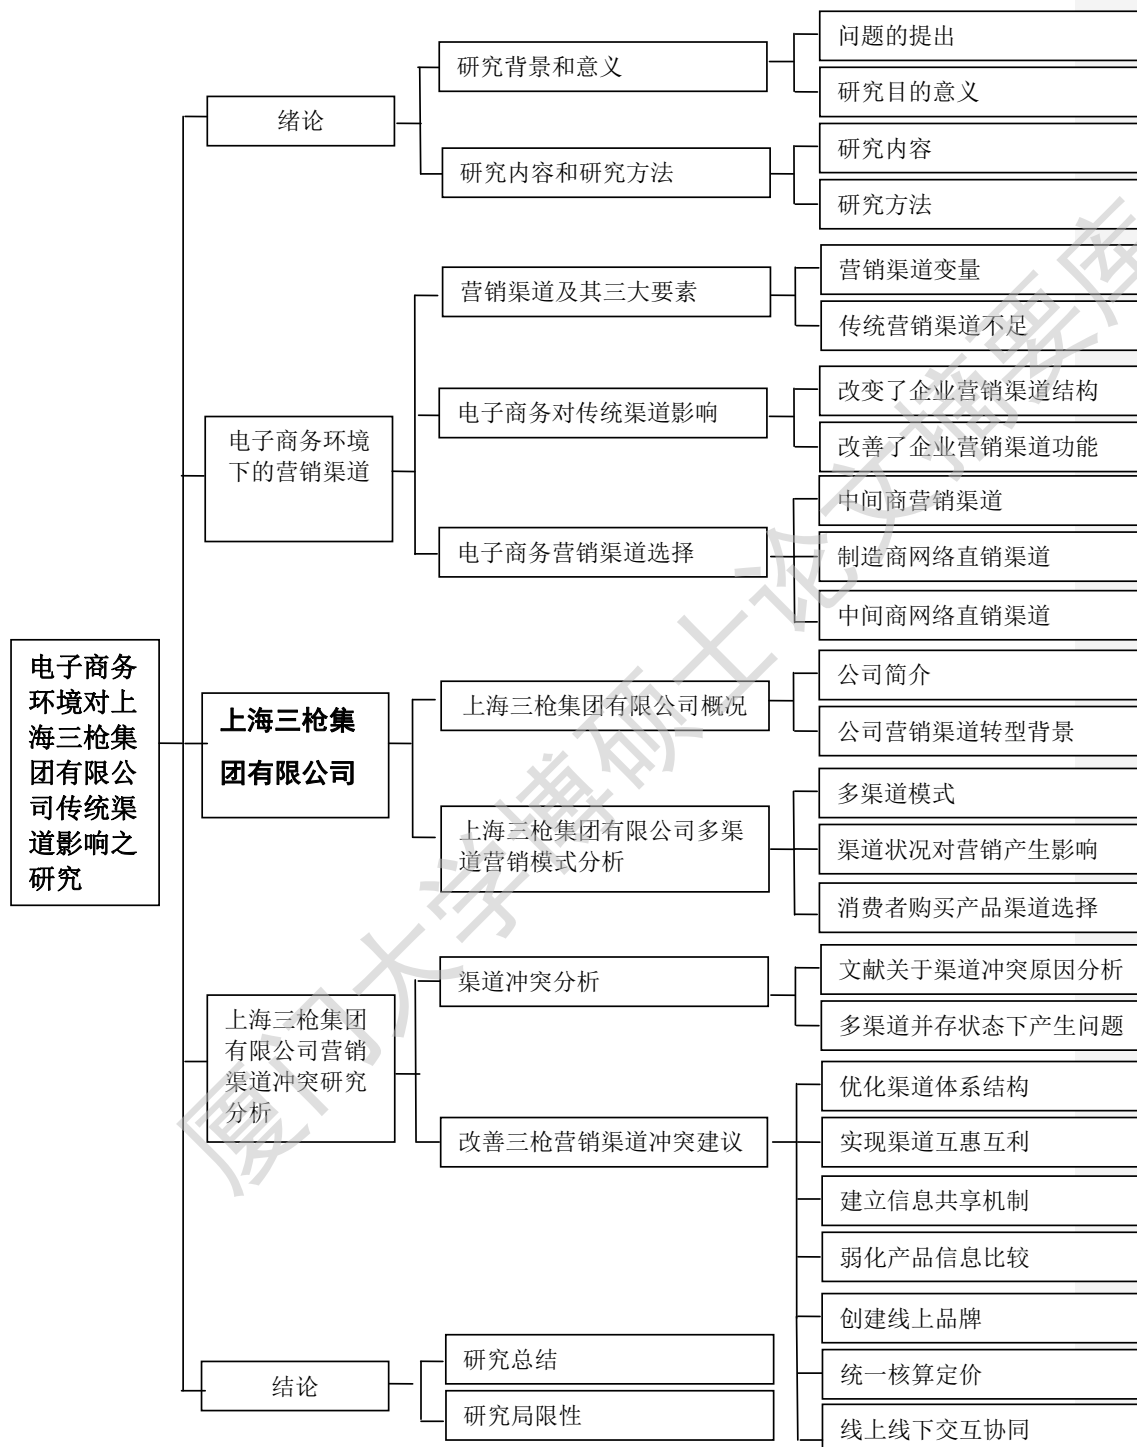 电子商务
环境对上
海三枪集
团有限公
司传统渠
道影响之
研究
绪论
研究背景和意义
问题的提出
研究目的意义
研究内容和研究方法
研究内容
研究方法
电子商务环境
下的营销渠道
营销渠道及其三大要素
营销渠道变量
传统营销渠道不足
电子商务对传统渠道影响
改变了企业营销渠道结构
改善了企业营销渠道功能
电子商务营销渠道选择
中间商营销渠道
制造商网络直销渠道
中间商网络直销渠道
上海三枪集
团有限公司
上海三枪集团有限公司概况
公司简介
公司营销渠道转型背景
上海三枪集团有限公司多渠
道营销模式分析
多渠道模式
渠道状况对营销产生影响
消费者购买产品渠道选择
上海三枪集团
有限公司营销
渠道冲突研究
分析
渠道冲突分析
文献关于渠道冲突原因分析
多渠道并存状态下产生问题
改善三枪营销渠道冲突建议
优化渠道体系结构
实现渠道互惠互利
建立信息共享机制
弱化产品信息比较
创建线上品牌
统一核算定价
线上线下交互协同
结论
研究总结
研究局限性
厦门大学博硕士论文摘要库